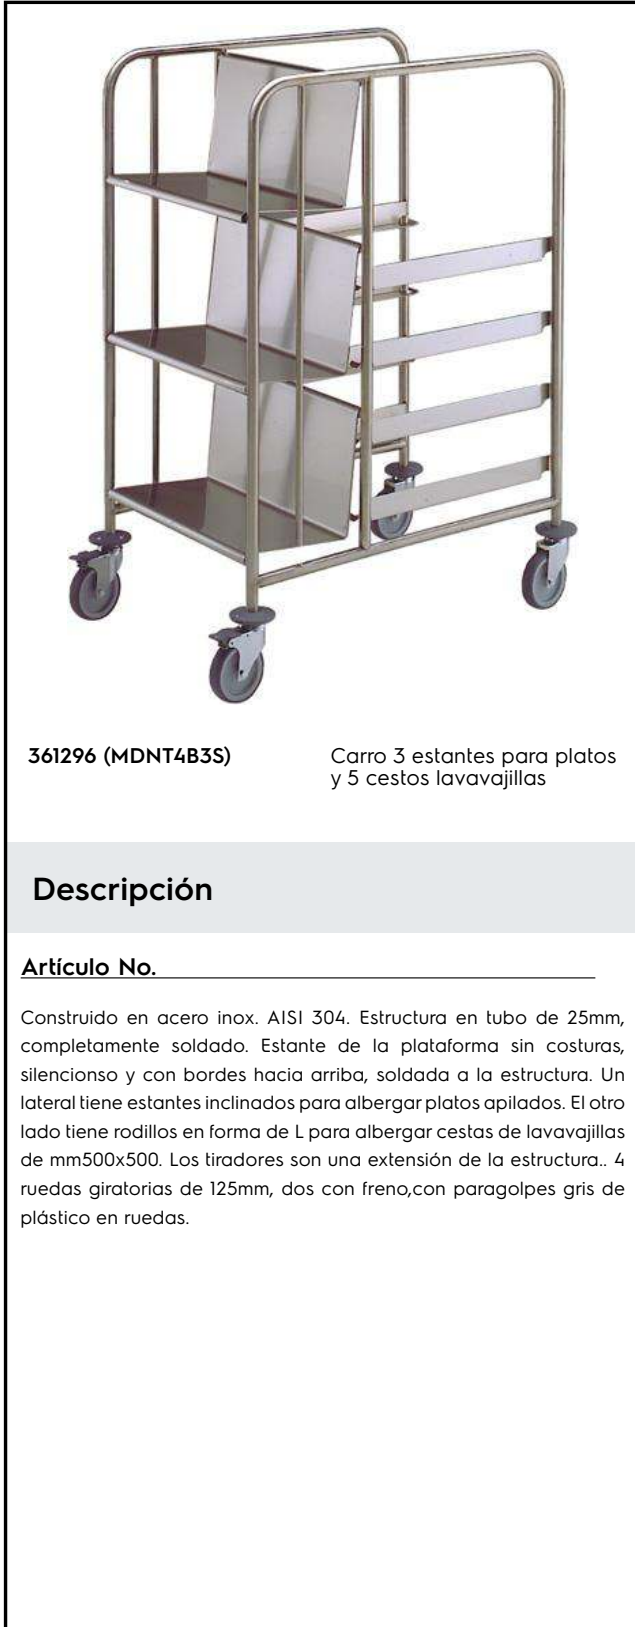 361296 (MDNT4B3S)
Carro 3 estantes para platos
y 5 cestos lavavajillas
Descripción
Artículo No.
Construido en acero inox. AISI 304. Estructura en tubo de 25mm,
completamente soldado. Estante de la plataforma sin costuras,
silencionso y con bordes hacia arriba, soldada a la estructura. Un
lateral tiene estantes inclinados para albergar platos apilados. El otro
lado tiene rodillos en forma de L para albergar cestas de lavavajillas
de mm500x500. Los tiradores son una extensión de la estructura.. 4
ruedas giratorias de 125mm, dos con freno,con paragolpes gris de
plástico en ruedas.